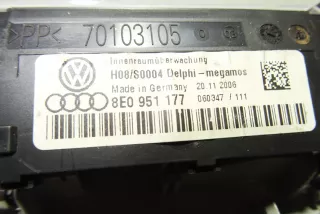 >PP< 70103105
Innenraumüberwachung
H08/S0004 Delphi-megamos
Made in Germany 20.11.2006
8E0 951 177 060347 / 111